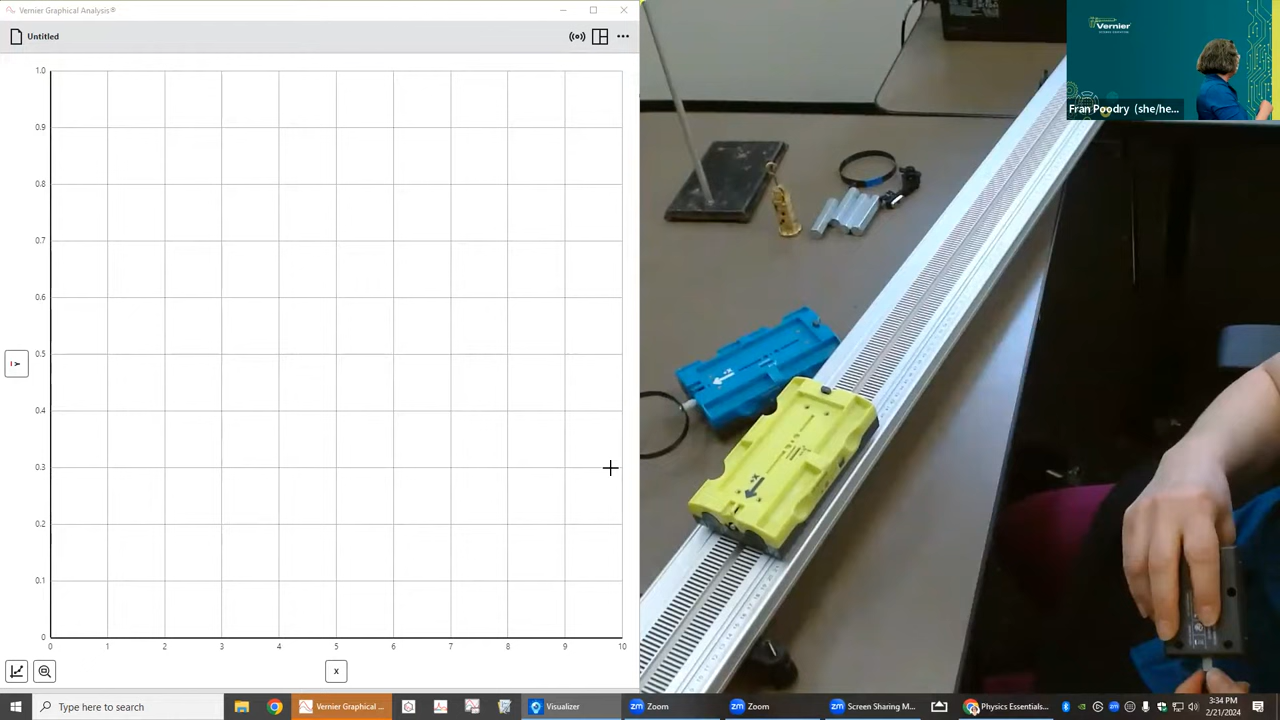 Vernier Graphical Analysis®
Untitled
1.0
0.9
0.8
0.7
0.6
0.5
0.4
0.3
0.2
0.1
0
Y
0
1
2
3
4
5
6
7
8
9
10
X
Vernier
Fran Poodry (she/he...
+x
+x
Type here to search
Vernier Graphical ...
Visualizer
Zoom
Zoom
Screen Sharing M...
Physics Essentials...
3:34 PM
2/21/2024